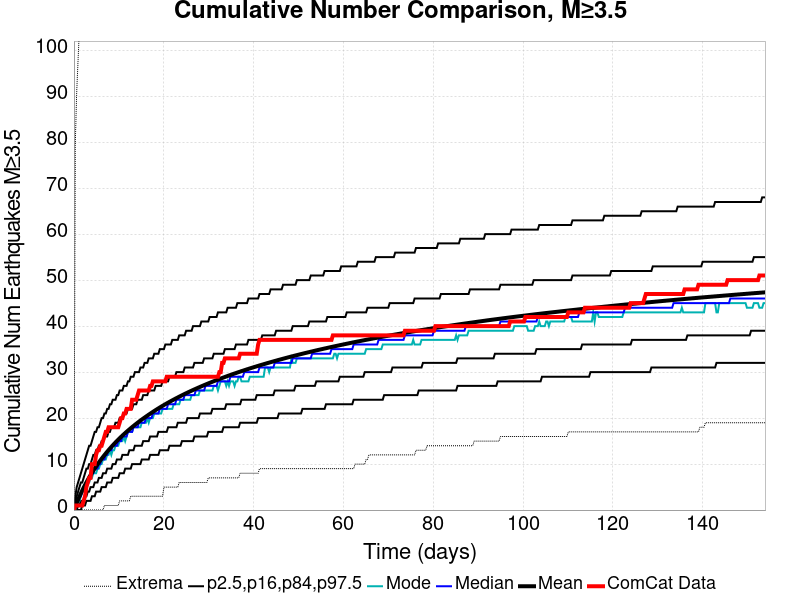 Cumulative Number Comparison, M≥3.5
Cumulative Num Earthquakes M≥3.5
100
90
80
70
60
50
40
30
20
10
0
0 20 40 60 80 100 120 140
Time (days)
Extrema p2.5,p16,p84,p97.5 Mode Median Mean ComCat Data